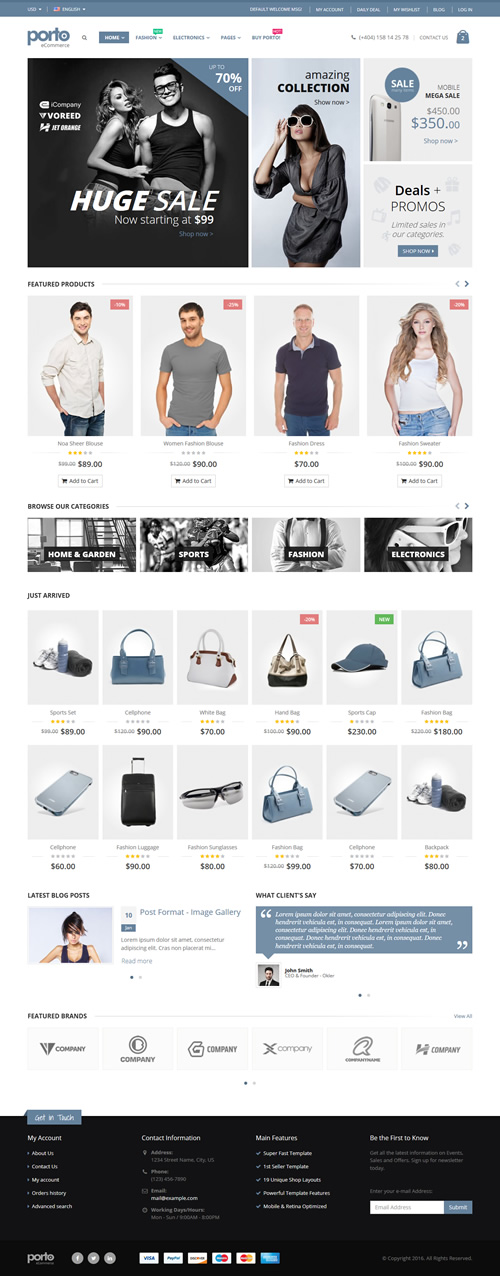 USD
ENGLISH
DEFAULT WELCOME MSG!
MY ACCOUNT
DAILY DEAL
MY WISHLIST
BLOG
LOG IN
porto
eCommerce
HOME
FASHION
NEW
ELECTRONICS
PAGES
BUY PORTO!
HOT!
(+404) 158 14 25 78
CONTACT US
2
UP TO
70%
OFF
iCompany
VOREED
JET ORANGE
HUGE SALE
Now starting at $99
Shop now >
amazing
COLLECTION
Show now >
SALE
MOBILE
MEGA SALE
$450.00
$350.00
Shop now >
Deals +
PROMOS
Limited sales in
our categories.
SHOP NOW
FEATURED PRODUCTS
-10%
-25%
-20%
Noa Sheer Blouse
Women Fashion Blouse
Fashion Dress
Fashion Sweater
$99.00 $89.00
$120.00 $90.00
$70.00
$100.00 $90.00
Add to Cart
Add to Cart
Add to Cart
Add to Cart
BROWSE OUR CATEGORIES
HOME & GARDEN
SPORTS
FASHION
ELECTRONICS
JUST ARRIVED
-20%
NEW
Sports Set
Cellphone
White Bag
Hand Bag
Sports Cap
Fashion Bag
$99.00 $89.00
$120.00 $90.00
$70.00
$100.00 $90.00
$230.00
$220.00 $180.00
Cellphone
Fashion Luggage
Fashion Sunglasses
Fashion Bag
Cellphone
Backpack
$60.00
$90.00
$80.00
$120.00 $99.00
$70.00
$80.00
LATEST BLOG POSTS
10
Jan
Post Format - Image Gallery
Lorem ipsum dolor sit amet, consectetur
adipiscing elit. Cras non placerat mi...
Read more
WHAT CLIENT'S SAY
Lorem ipsum dolor sit amet, consectetur adipiscing elit. Donec
hendrerit vehicula est, in consequat. Donec hendrerit vehicula est, in
consequat. Donec hendrerit vehicula est, in consequat. Donec
hendrerit vehicula est, in consequat.
John Smith
CEO & Founder - Okler
FEATURED BRANDS
View All
COMPANY
COMPANY
COMPANY
company
COMPANYNAME
COMPANY
Get In Touch
My Account
About Us
Contact Us
My account
Orders history
Advanced search
Contact Information
Address:
1234 Street Name, City, US
Phone:
(123) 456-7890
Email:
mail@example.com
Working Days/Hours:
Mon - Sun / 9:00AM - 8:00PM
Main Features
Super Fast Template
1st Seller Template
19 Unique Shop Layouts
Powerful Template Features
Mobile & Retina Optimized
Be the First to Know
Get all the latest information on Events,
Sales and Offers. Sign up for newsletter
today.
Enter your e-mail Address:
Email Address
Submit
porto
eCommerce
VISA
PayPal
DISCOVER
© Copyright 2016. All Rights Reserved.